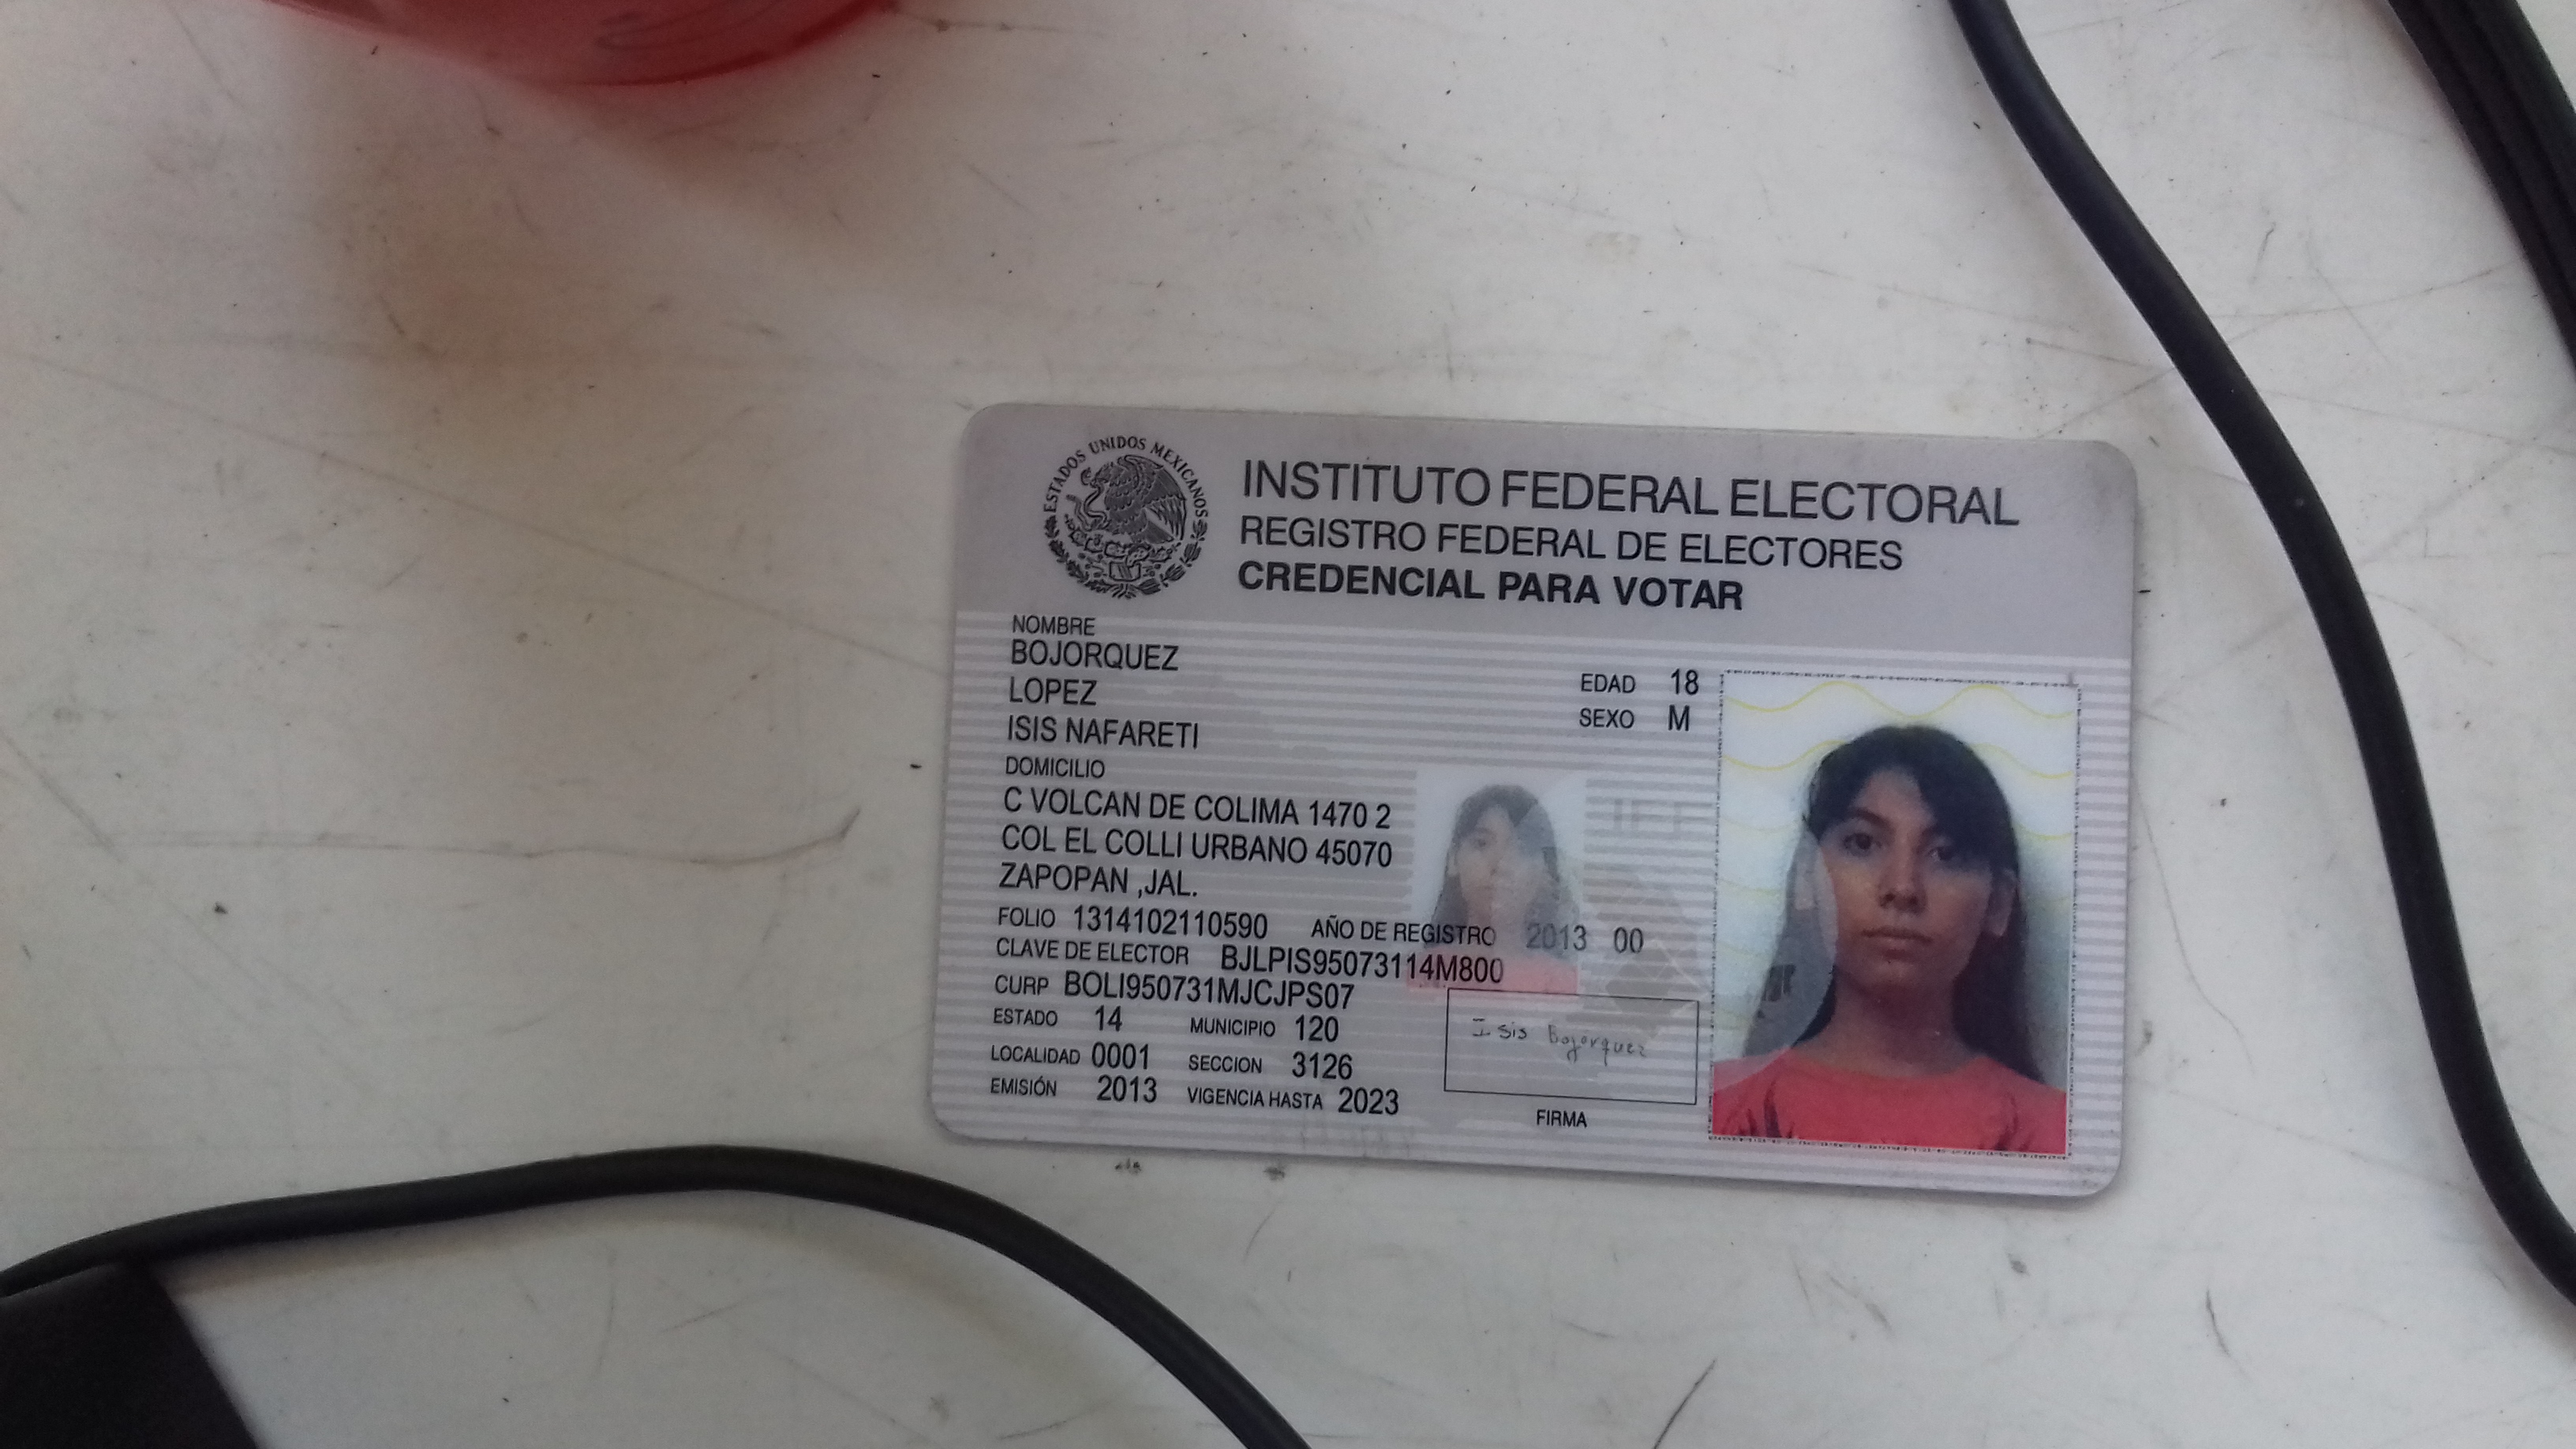 ESTADOS UNIDOS MEXICANOS
INSTITUTO FEDERAL ELECTORAL
REGISTRO FEDERAL DE ELECTORES
CREDENCIAL PARA VOTAR
NOMBRE
BOJORQUEZ
LOPEZ
ISIS NAFARETI
EDAD 18
SEXO M
DOMICILIO
C VOLCAN DE COLIMA 1470 2
COL EL COLLI URBANO 45070
ZAPOPAN ,JAL.
IFE
FOLIO 1314102110590 AÑO DE REGISTRO 2013 00
CLAVE DE ELECTOR BJLPIS95073114M800
CURP BOLI950731MJCJPS07
ESTADO 14 MUNICIPIO 120
LOCALIDAD 0001 SECCION 3126
EMISIÓN 2013 VIGENCIA HASTA 2023
Isis Bojorquez
FIRMA